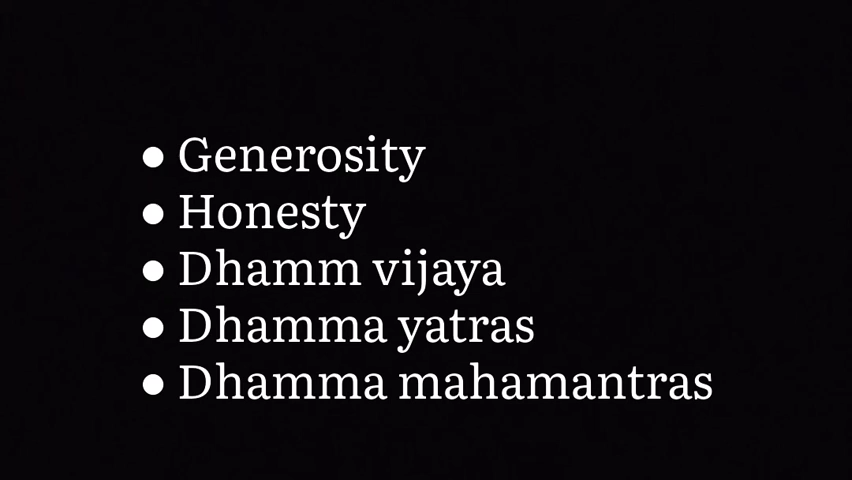 • Generosity
• Honesty
• Dhamm vijaya
• Dhamma yatras
• Dhamma mahamantras